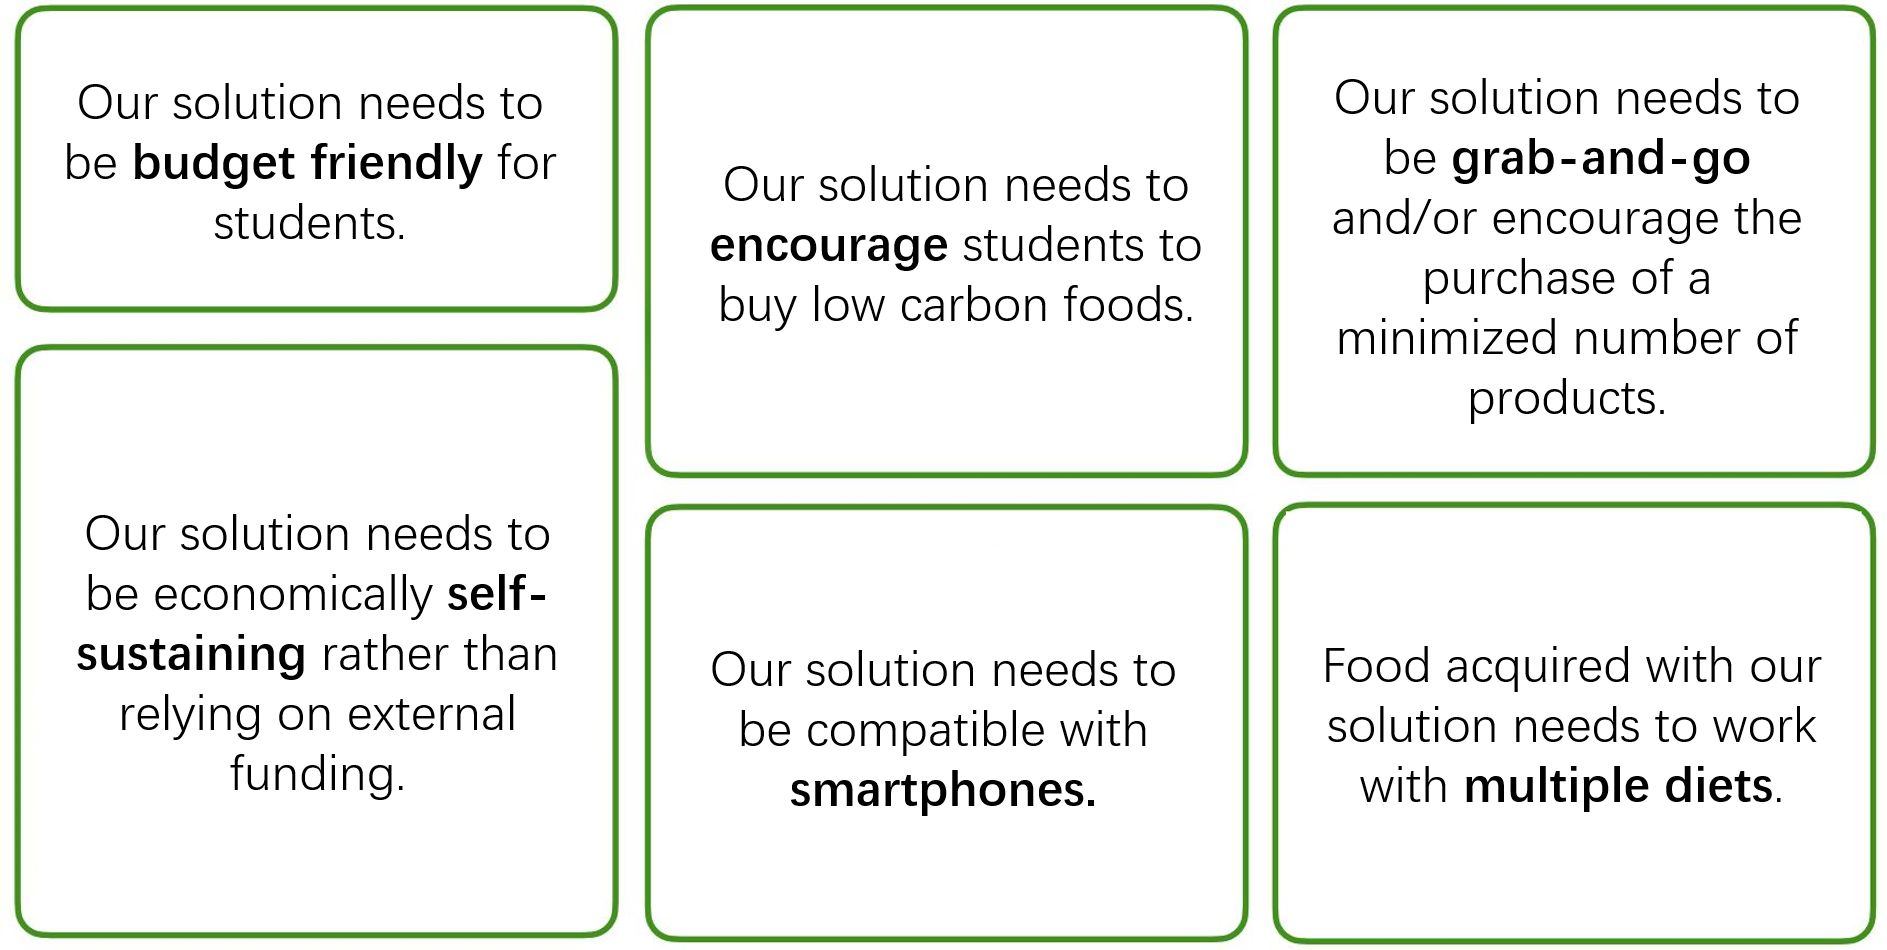 Our solution needs to
be budget friendly for
students.
Our solution needs to
be economically self-
sustaining rather than
relying on external
funding.
Our solution needs to
encourage students to
buy low carbon foods.
Our solution needs to
be compatible with
smartphones.
Our solution needs to
be grab-and-go
and/or encourage the
purchase of a
minimized number of
products.
Food acquired with our
solution needs to work
with multiple diets.